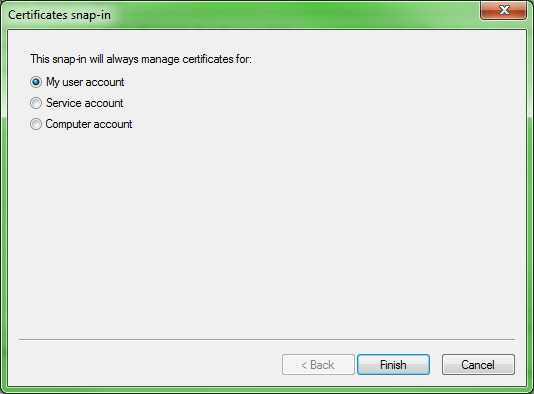 Certificates snap-in
This snap-in will always manage certificates for:
My user account
Service account
Computer account
< Back Finish Cancel